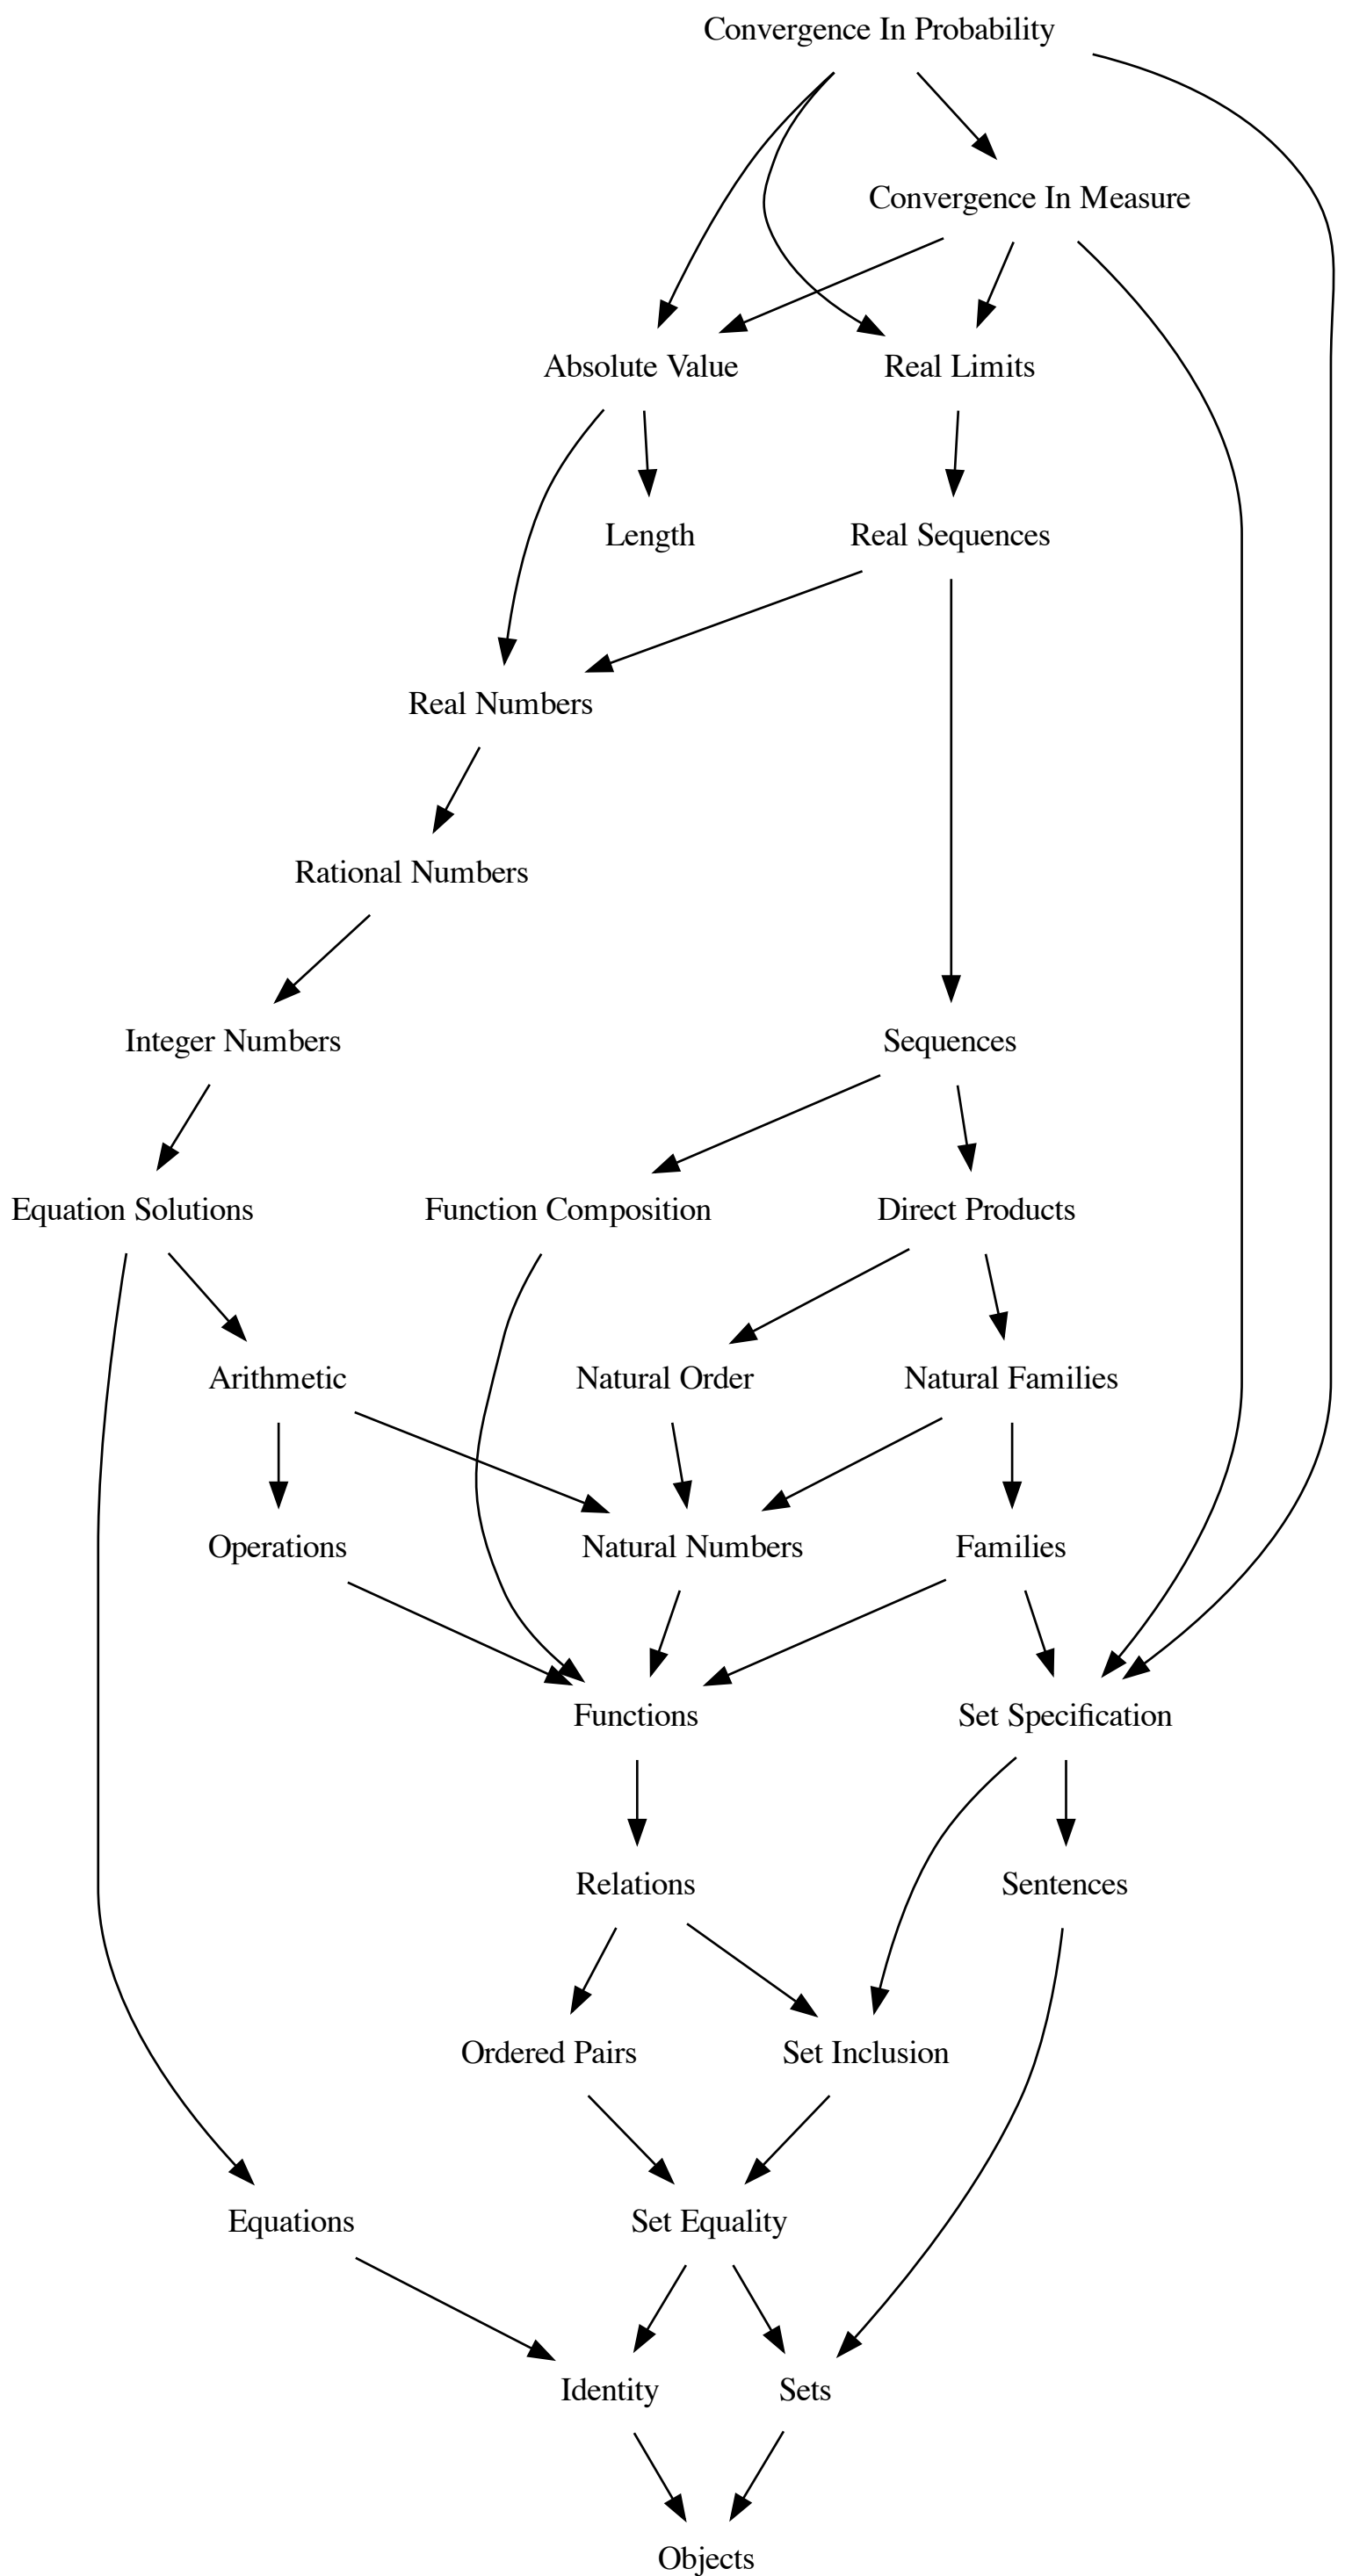 Convergence In Probability
Convergence In Measure
Absolute Value
Real Limits
Length
Real Sequences
Real Numbers
Rational Numbers
Integer Numbers
Sequences
Equation Solutions
Function Composition
Direct Products
Arithmetic
Natural Order
Natural Families
Operations
Natural Numbers
Families
Functions
Set Specification
Relations
Sentences
Ordered Pairs
Set Inclusion
Equations
Set Equality
Identity
Sets
Objects